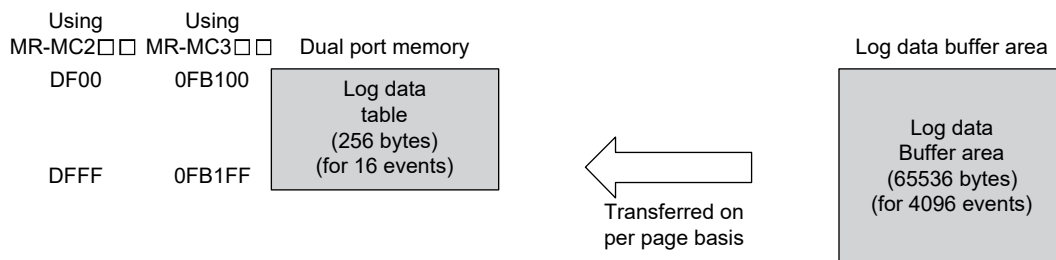 Using Using
MR-MC2□□ MR-MC3□□ Dual port memory Log data buffer area
DF00 0FB100
Log data
table
(256 bytes)
(for 16 events)
DFFF 0FB1FF
Transferred on
per page basis
Log data
Buffer area
(65536 bytes)
(for 4096 events)